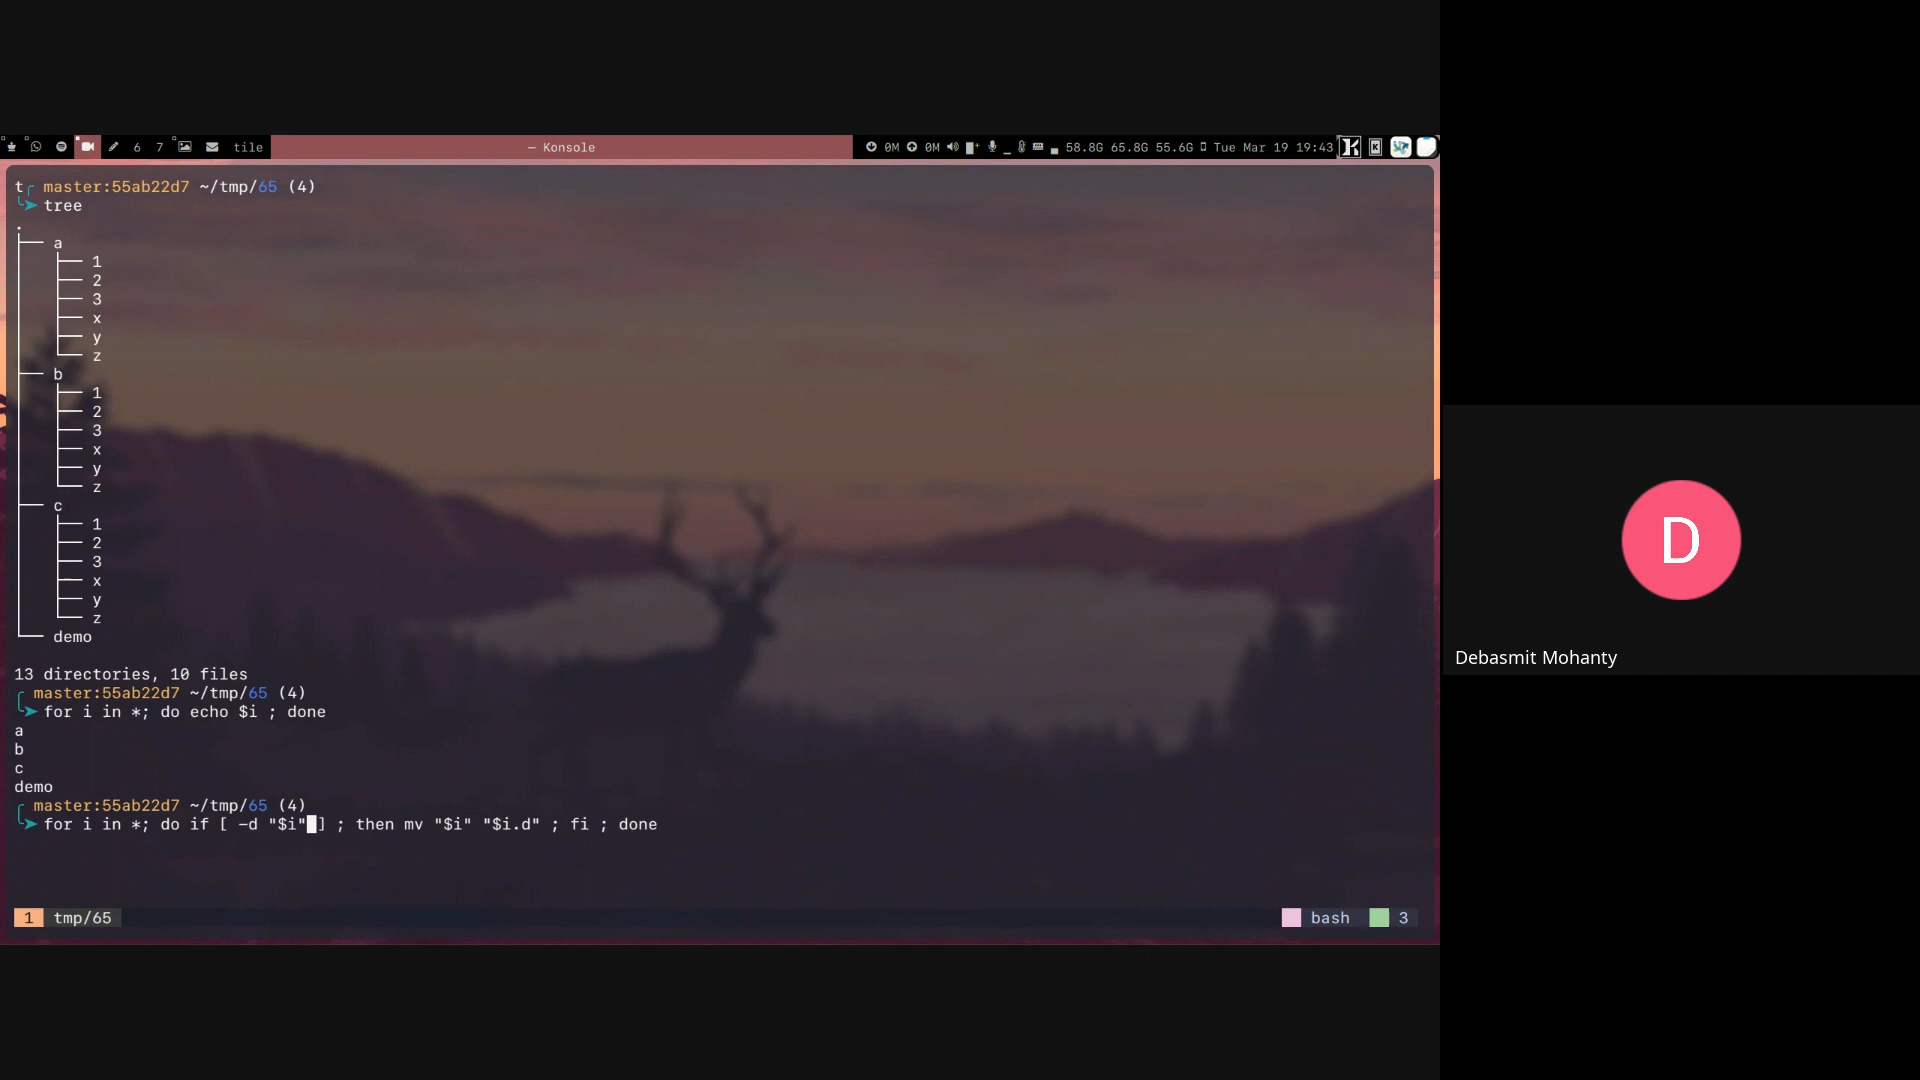 6 7 tile — Konsole 0M 0M 58.8G 65.8G 55.6G Tue Mar 19 19:43
t master:55ab22d7 ~/tmp/65 (4)
tree
.
a
1
2
3
x
y
z
b
1
2
3
x
y
z
c
1
2
3
x
y
z
demo
13 directories, 10 files
master:55ab22d7 ~/tmp/65 (4)
for i in *; do echo $i ; done
a
b
c
demo
master:55ab22d7 ~/tmp/65 (4)
for i in *; do if [ -d "$i" ] ; then mv "$i" "$i.d" ; fi ; done
1 tmp/65 bash 3
D
Debasmit Mohanty